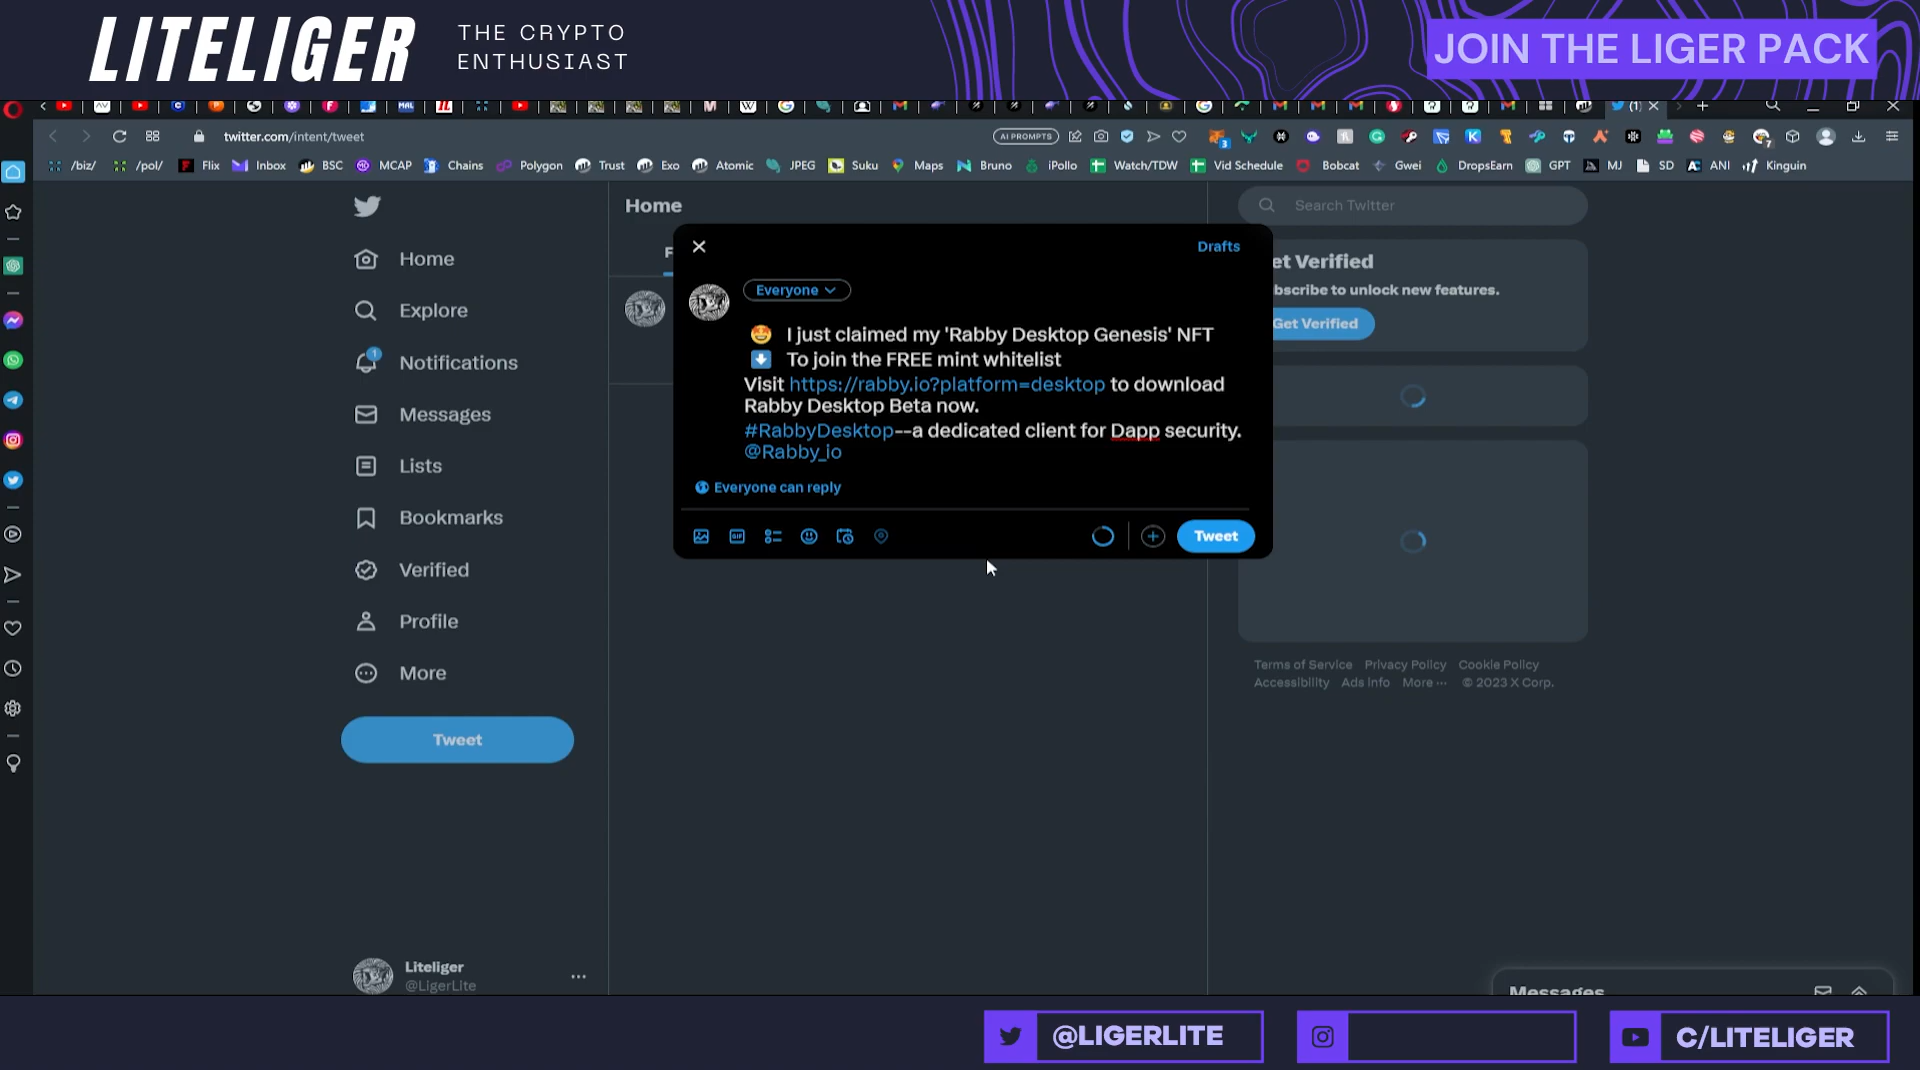 LITELIGER
THE CRYPTO
ENTHUSIAST
JOIN THE LIGER PACK
(1)
twitter.com/intent/tweet
AI PROMPTS
/biz/ /pol/ Flix Inbox BSC MCAP Chains Polygon Trust Exo Atomic JPEG Suku Maps Bruno iPollo Watch/TDW Vid Schedule Bobcat Gwei DropsEarn GPT MJ SD ANI Kinguin
Home
Explore
Notifications
Messages
Lists
Bookmarks
Verified
Profile
More
Tweet
Liteliger
@LigerLite
Home
Drafts
Everyone
I just claimed my 'Rabby Desktop Genesis' NFT
To join the FREE mint whitelist
Visit https://rabby.io?platform=desktop to download
Rabby Desktop Beta now.
#RabbyDesktop--a dedicated client for Dapp security.
@Rabby_io
Everyone can reply
GIF
Tweet
Search Twitter
et Verified
bscribe to unlock new features.
Get Verified
Terms of Service Privacy Policy Cookie Policy
Accessibility Ads info More ··· © 2023 X Corp.
Messages
@LIGERLITE
C/LITELIGER